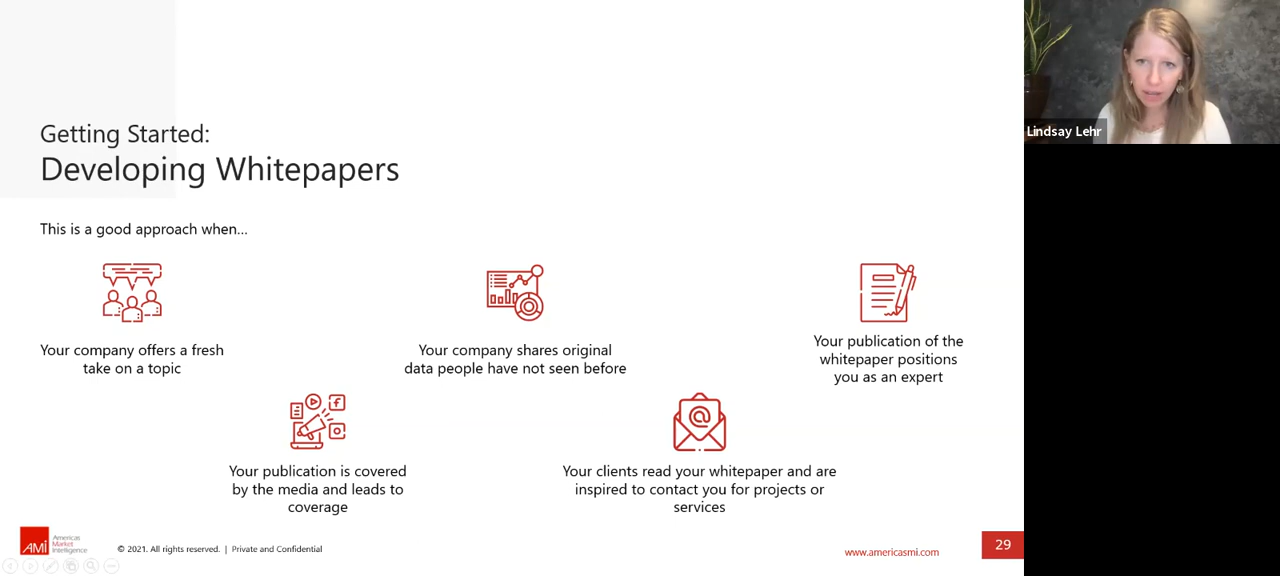 Lindsay Lehr
Getting Started:
Developing Whitepapers
This is a good approach when...
Your company offers a fresh
take on a topic
Your company shares original
data people have not seen before
Your publication of the
whitepaper positions
you as an expert
Your publication is covered
by the media and leads to
coverage
Your clients read your whitepaper and are
inspired to contact you for projects or
services
AMI
Americas
Market
Intelligence
© 2021. All rights reserved. | Private and Confidential
www.americasmi.com
29